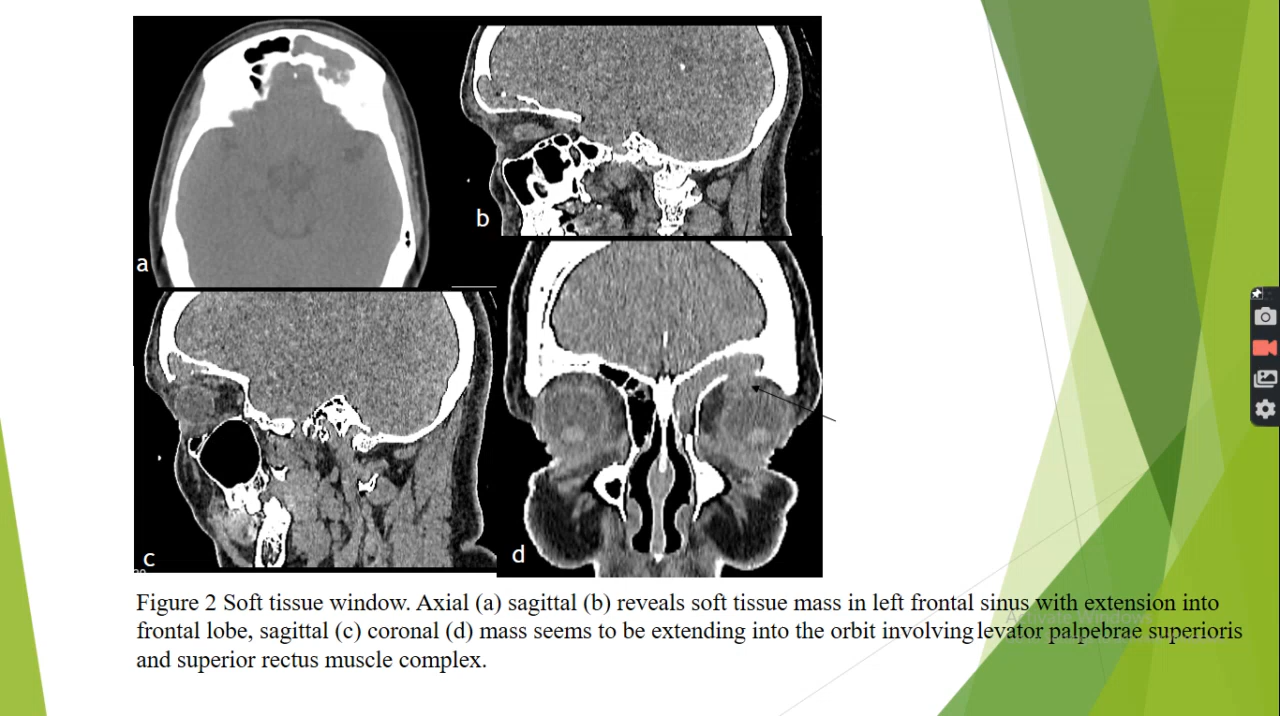 a
b
c
d
Figure 2 Soft tissue window. Axial (a) sagittal (b) reveals soft tissue mass in left frontal sinus with extension into
frontal lobe, sagittal (c) coronal (d) mass seems to be extending into the orbit involving levator palpebrae superioris
and superior rectus muscle complex.
Activate Windows